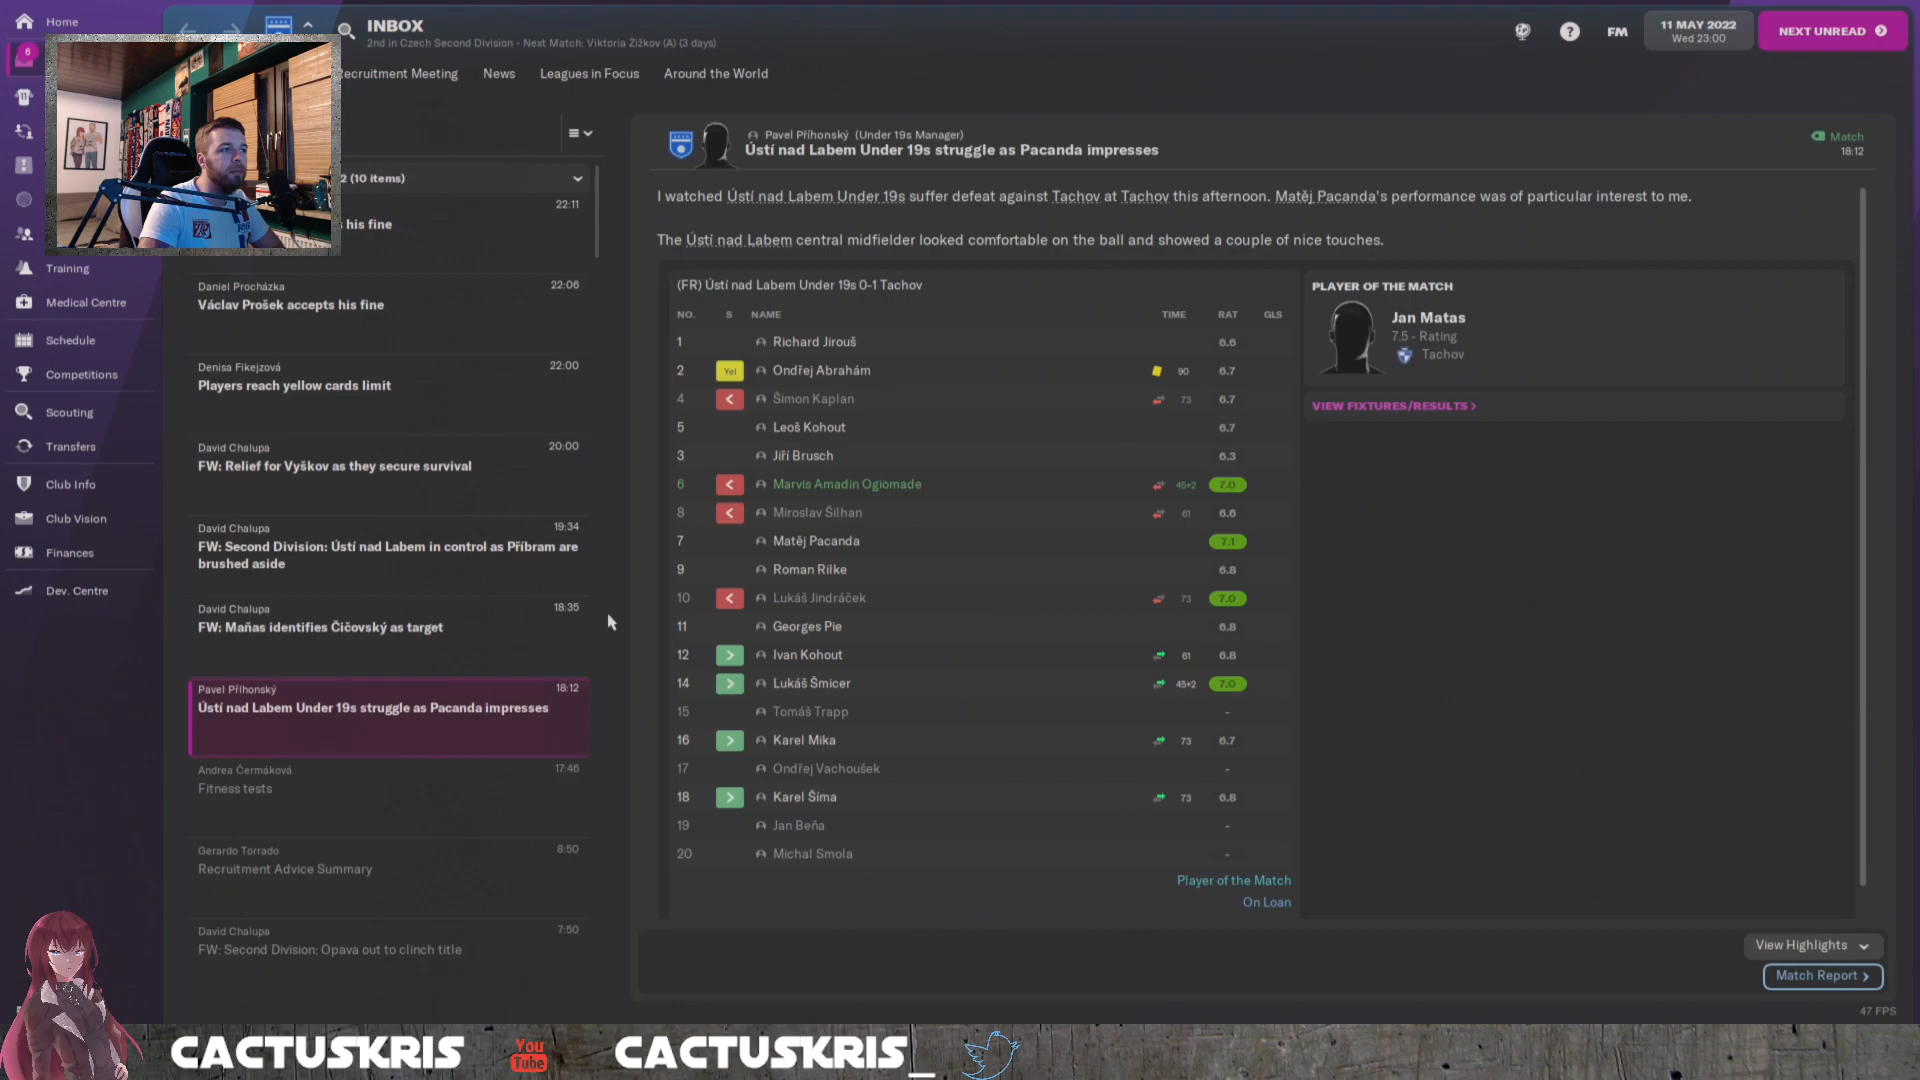 Home
INBOX
2nd in Czech Second Division - Next Match: Viktoria Žižkov (A) (3 days)
FM
11 MAY 2022
Wed 23:00
NEXT UNREAD
6
Recruitment Meeting
News
Leagues in Focus
Around the World
Training
Medical Centre
Schedule
Competitions
Scouting
Transfers
Club Info
Club Vision
Finances
Dev. Centre
2 (10 items)
22:11
his fine
Daniel Procházka
22:06
Václav Prošek accepts his fine
Denisa Fikejzová
22:00
Players reach yellow cards limit
David Chalupa
20:00
FW: Relief for Vyškov as they secure survival
David Chalupa
19:34
FW: Second Division: Ústí nad Labem in control as Příbram are
brushed aside
David Chalupa
18:35
FW: Maňas identifies Čičovský as target
Pavel Příhonský
18:12
Ústí nad Labem Under 19s struggle as Pacanda impresses
Andrea Čermáková
17:46
Fitness tests
Gerardo Torrado
8:50
Recruitment Advice Summary
David Chalupa
7:50
FW: Second Division: Opava out to clinch title
Pavel Příhonský (Under 19s Manager)
Ústí nad Labem Under 19s struggle as Pacanda impresses
Match
18:12
I watched Ústí nad Labem Under 19s suffer defeat against Tachov at Tachov this afternoon. Matěj Pacanda's performance was of particular interest to me.
The Ústí nad Labem central midfielder looked comfortable on the ball and showed a couple of nice touches.
(FR) Ústí nad Labem Under 19s 0-1 Tachov
NO. S NAME TIME RAT GLS
1 Richard Jirouš 6.6
2 Yel Ondřej Abrahám 90 6.7
4 Šimon Kaplan 73 6.7
5 Leoš Kohout 6.7
3 Jiří Brusch 6.3
6 Marvis Amadin Ogiomade 45+2 7.0
8 Miroslav Šilhan 61 6.6
7 Matěj Pacanda 7.1
9 Roman Rilke 6.8
10 Lukáš Jindráček 73 7.0
11 Georges Pie 6.8
12 Ivan Kohout 61 6.8
14 Lukáš Šmicer 45+2 7.0
15 Tomáš Trapp -
16 Karel Mika 73 6.7
17 Ondřej Vachoušek -
18 Karel Šíma 73 6.8
19 Jan Beňa -
20 Michal Smola -
Player of the Match
On Loan
PLAYER OF THE MATCH
Jan Matas
7.5 - Rating
Tachov
VIEW FIXTURES/RESULTS >
View Highlights
Match Report >
47 FPS
CACTUSKRIS
You
Tube
CACTUSKRIS_